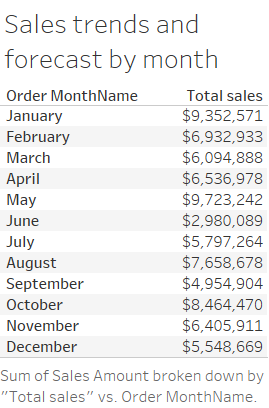 Sales trends and
forecast by month
Order MonthName Total sales
January $9,352,571
February $6,932,933
March $6,094,888
April $6,536,978
May $9,723,242
June $2,980,089
July $5,797,264
August $7,658,678
September $4,954,904
October $8,464,470
November $6,405,911
December $5,548,669
Sum of Sales Amount broken down by
"Total sales" vs. Order MonthName.